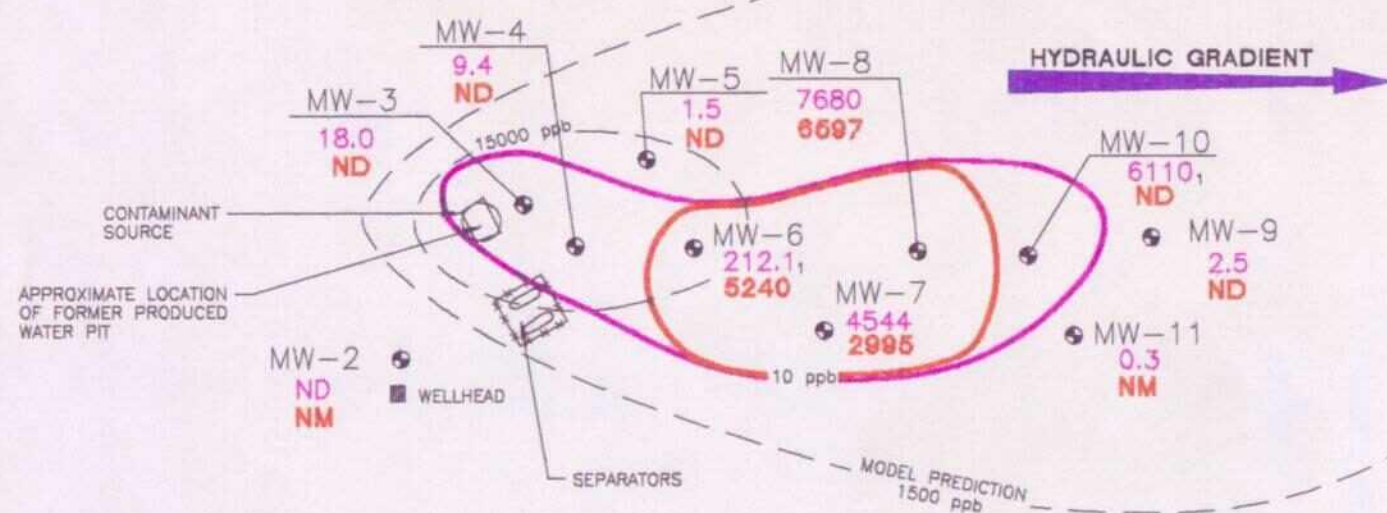 MW-4
9.4
ND
MW-3
18.0
ND
MW-5
1.5
ND
MW-8
7680
6597
HYDRAULIC GRADIENT
15000 ppb
MW-10
6110,
ND
CONTAMINANT
SOURCE
MW-6
212.1,
5240
MW-9
2.5
ND
APPROXIMATE LOCATION
OF FORMER PRODUCED
WATER PIT
MW-7
4544
2995
MW-11
0.3
NM
MW-2
ND
NM
WELLHEAD
10 ppb
SEPARATORS
MODEL PREDICTION
1500 ppb